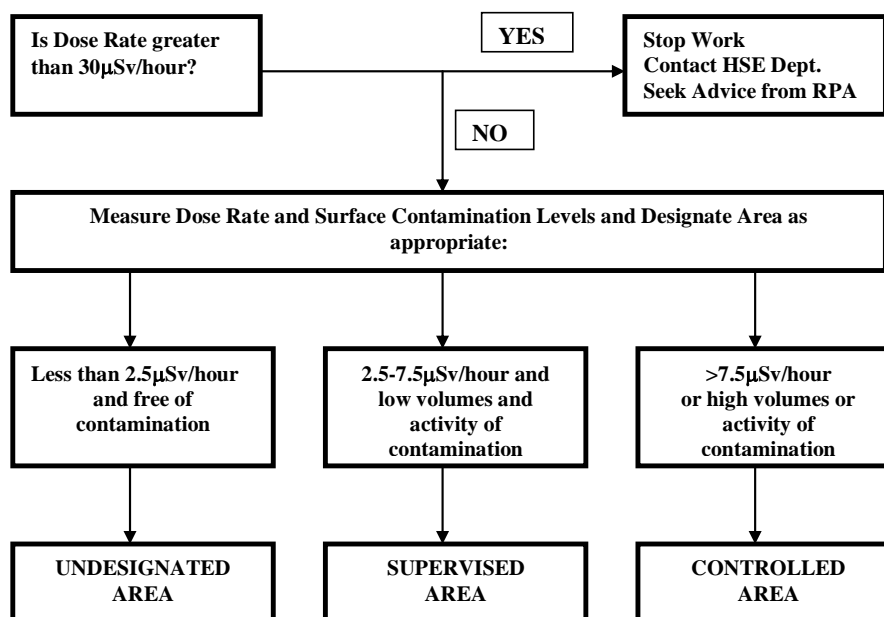 Is Dose Rate greater
than 30μSv/hour?
YES
Stop Work
Contact HSE Dept.
Seek Advice from RPA
NO
Measure Dose Rate and Surface Contamination Levels and Designate Area as
appropriate:
Less than 2.5μSv/hour
and free of
contamination
2.5-7.5μSv/hour and
low volumes and
activity of
contamination
>7.5μSv/hour
or high volumes or
activity of
contamination
UNDESIGNATED
AREA
SUPERVISED
AREA
CONTROLLED
AREA